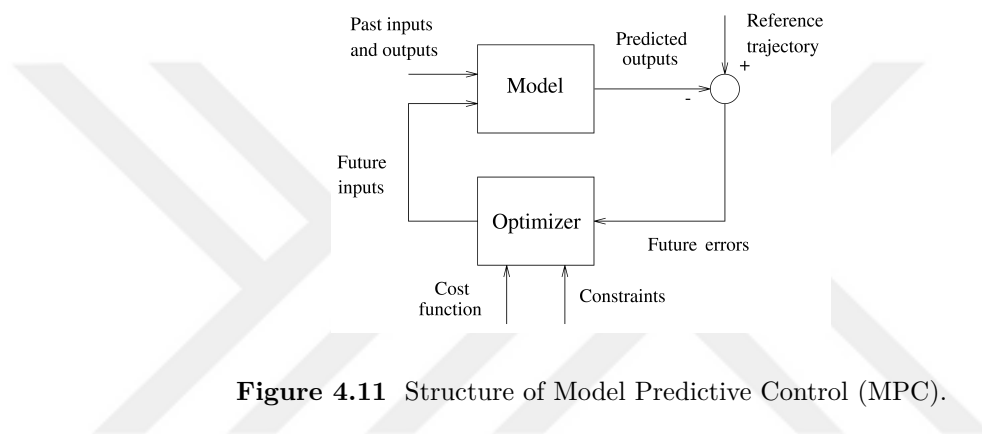 Past inputs
and outputs
Model
Predicted
outputs
Reference
trajectory
+
-
Future
inputs
Optimizer
Future errors
Cost
function
Constraints
Figure 4.11 Structure of Model Predictive Control (MPC).